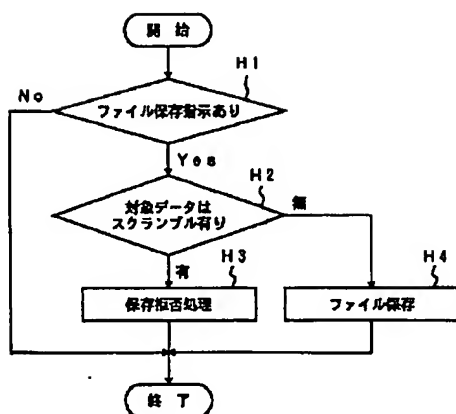 開 始
H1
No
ファイル保存指示あり
Yes
H2
対象データは
スクランブル有り
無
有
H3
H4
保存拒否処理
ファイル保存
終 了